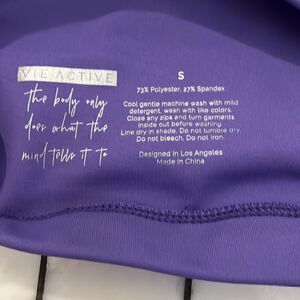 VIE ACTIVE
the body only
does what the
mind tells it to
S
73% Polyester, 27% Spandex
Cool gentle machine wash with mild
detergent, wash with like colors.
Close any zips and turn garments
inside out before washing
Line dry in shade. Do not tumble dry.
Do not bleach. Do not iron.
Designed in Los Angeles
Made in China